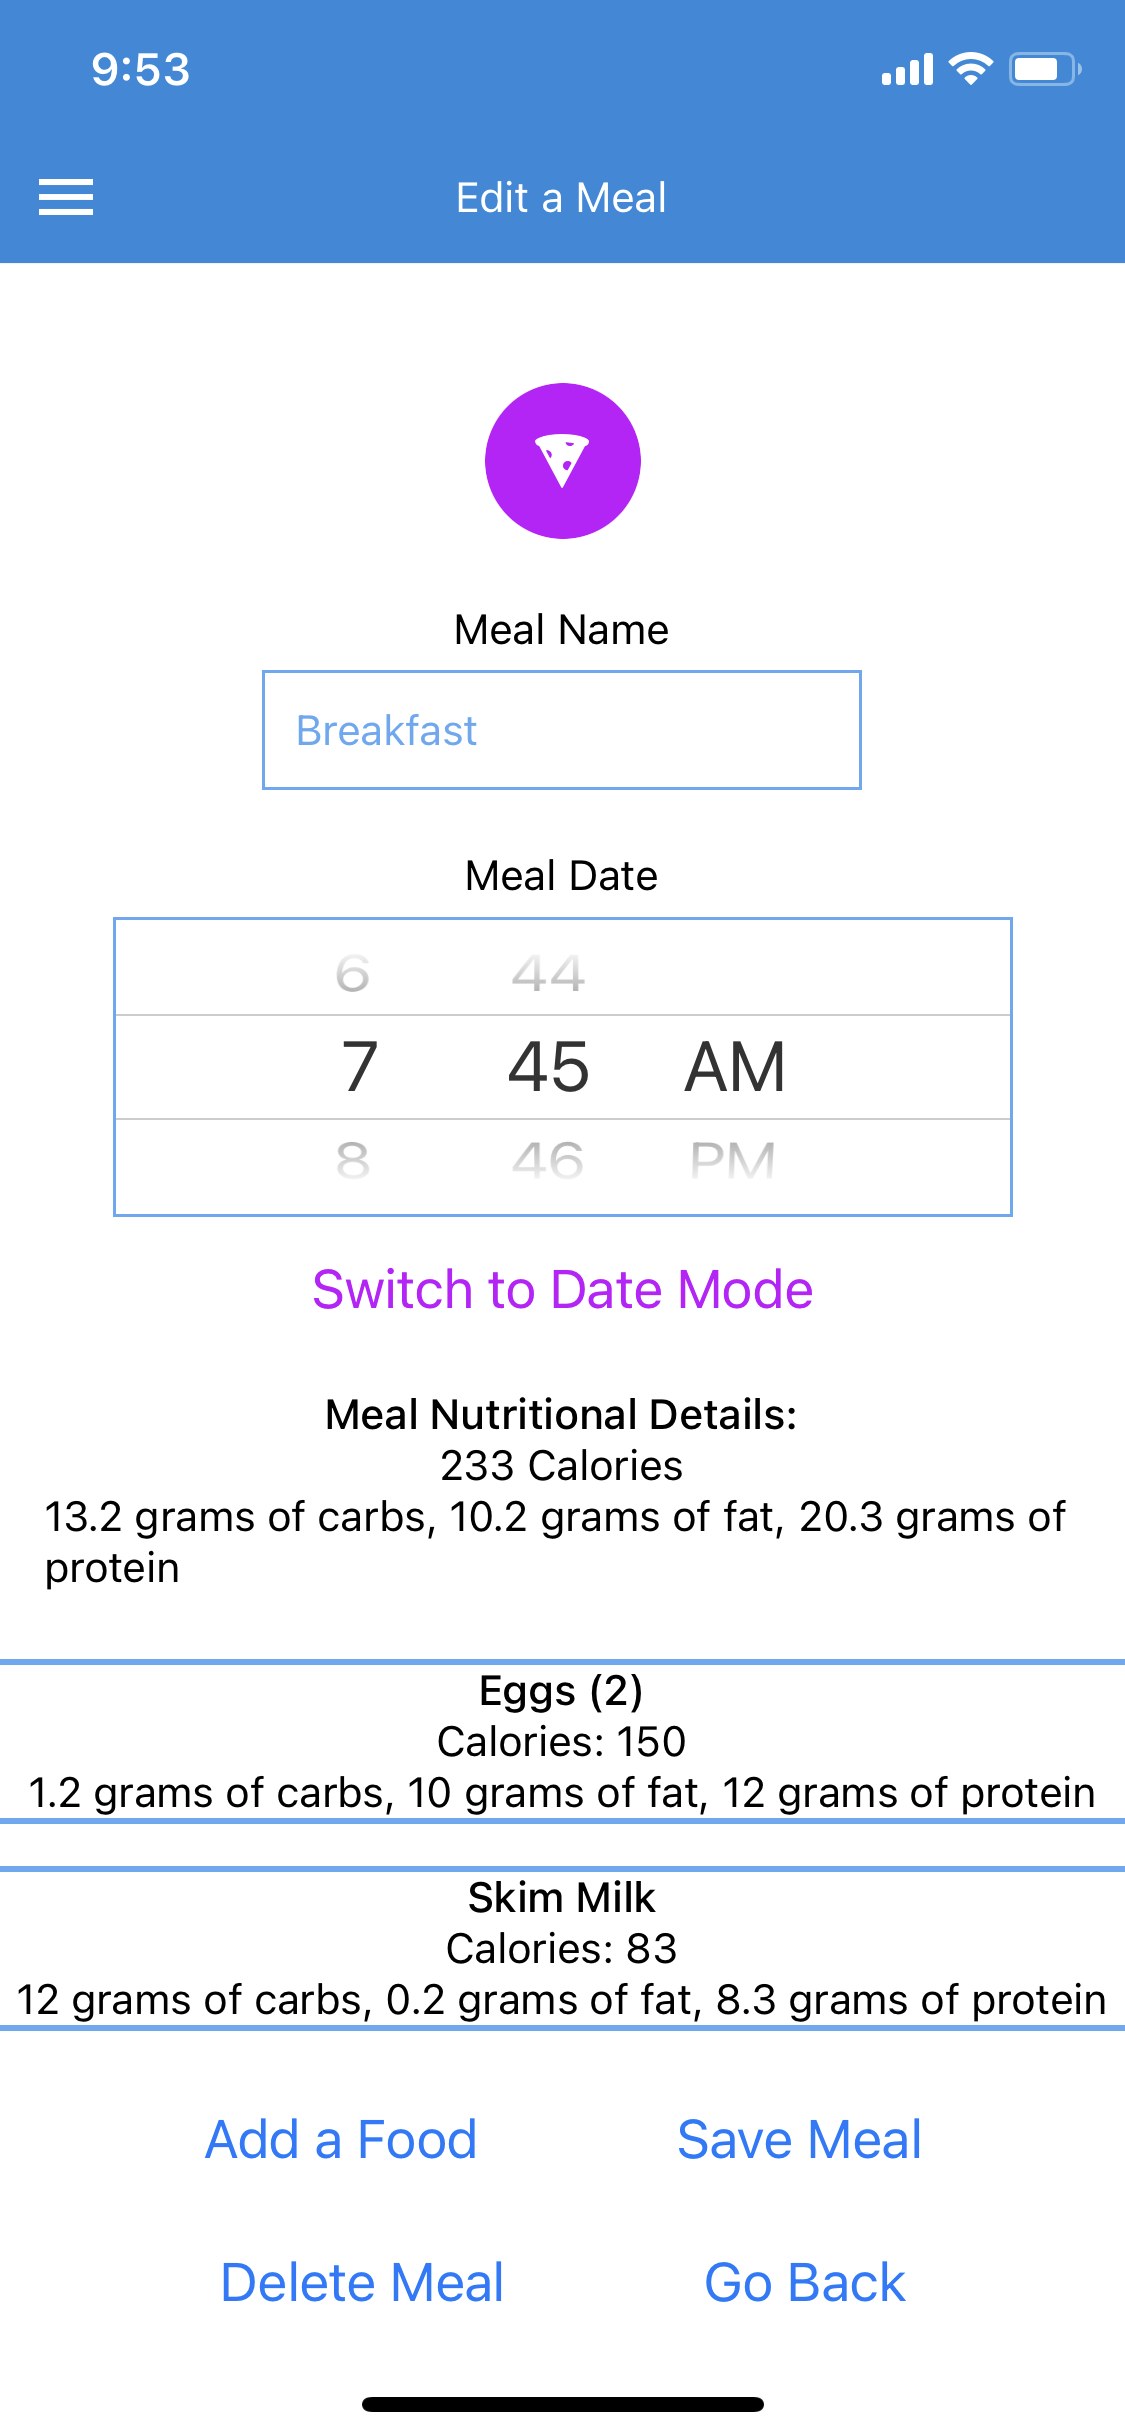 9:53
Edit a Meal
Meal Name
Breakfast
Meal Date
6 44
7 45 AM
8 46 PM
Switch to Date Mode
Meal Nutritional Details:
233 Calories
13.2 grams of carbs, 10.2 grams of fat, 20.3 grams of
protein
Eggs (2)
Calories: 150
1.2 grams of carbs, 10 grams of fat, 12 grams of protein
Skim Milk
Calories: 83
12 grams of carbs, 0.2 grams of fat, 8.3 grams of protein
Add a Food Save Meal
Delete Meal Go Back